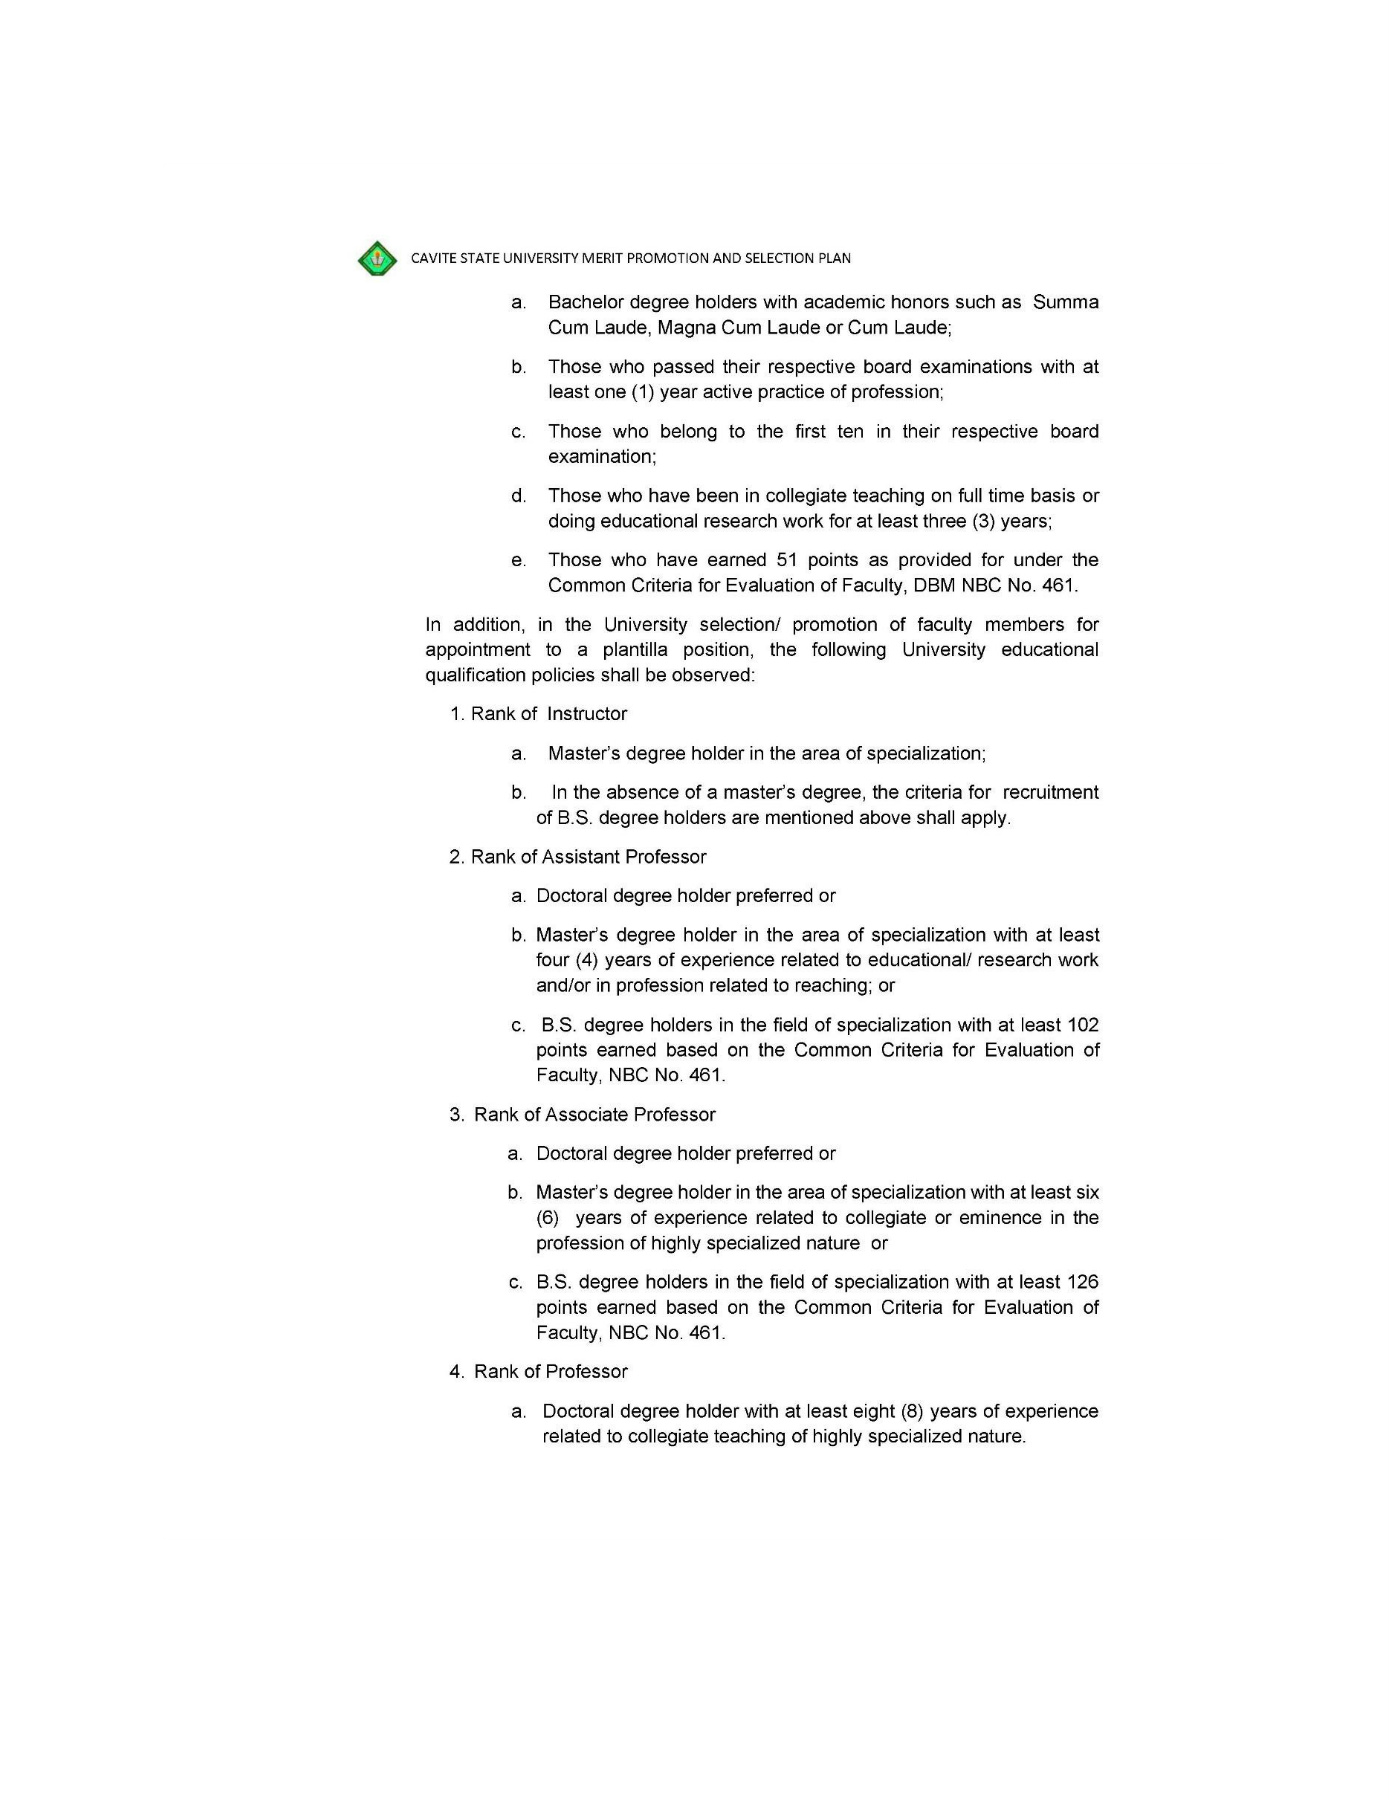 CAVITE STATE UNIVERSITY MERIT PROMOTION AND SELECTION PLAN
a. Bachelor degree holders with academic honors such as Summa
Cum Laude, Magna Cum Laude or Cum Laude;
b. Those who passed their respective board examinations with at
least one (1) year active practice of profession;
c. Those who belong to the first ten in their respective board
examination;
d. Those who have been in collegiate teaching on full time basis or
doing educational research work for at least three (3) years;
e. Those who have earned 51 points as provided for under the
Common Criteria for Evaluation of Faculty, DBM NBC No. 461.
In addition, in the University selection/ promotion of faculty members for
appointment to a plantilla position, the following University educational
qualification policies shall be observed:
1. Rank of Instructor
a. Master's degree holder in the area of specialization;
b. In the absence of a master's degree, the criteria for recruitment
of B.S. degree holders are mentioned above shall apply.
2. Rank of Assistant Professor
a. Doctoral degree holder preferred or
b. Master's degree holder in the area of specialization with at least
four (4) years of experience related to educational/ research work
and/or in profession related to reaching; or
c. B.S. degree holders in the field of specialization with at least 102
points earned based on the Common Criteria for Evaluation of
Faculty, NBC No. 461.
3. Rank of Associate Professor
a. Doctoral degree holder preferred or
b. Master's degree holder in the area of specialization with at least six
(6) years of experience related to collegiate or eminence in the
profession of highly specialized nature or
c. B.S. degree holders in the field of specialization with at least 126
points earned based on the Common Criteria for Evaluation of
Faculty, NBC No. 461.
4. Rank of Professor
a. Doctoral degree holder with at least eight (8) years of experience
related to collegiate teaching of highly specialized nature.